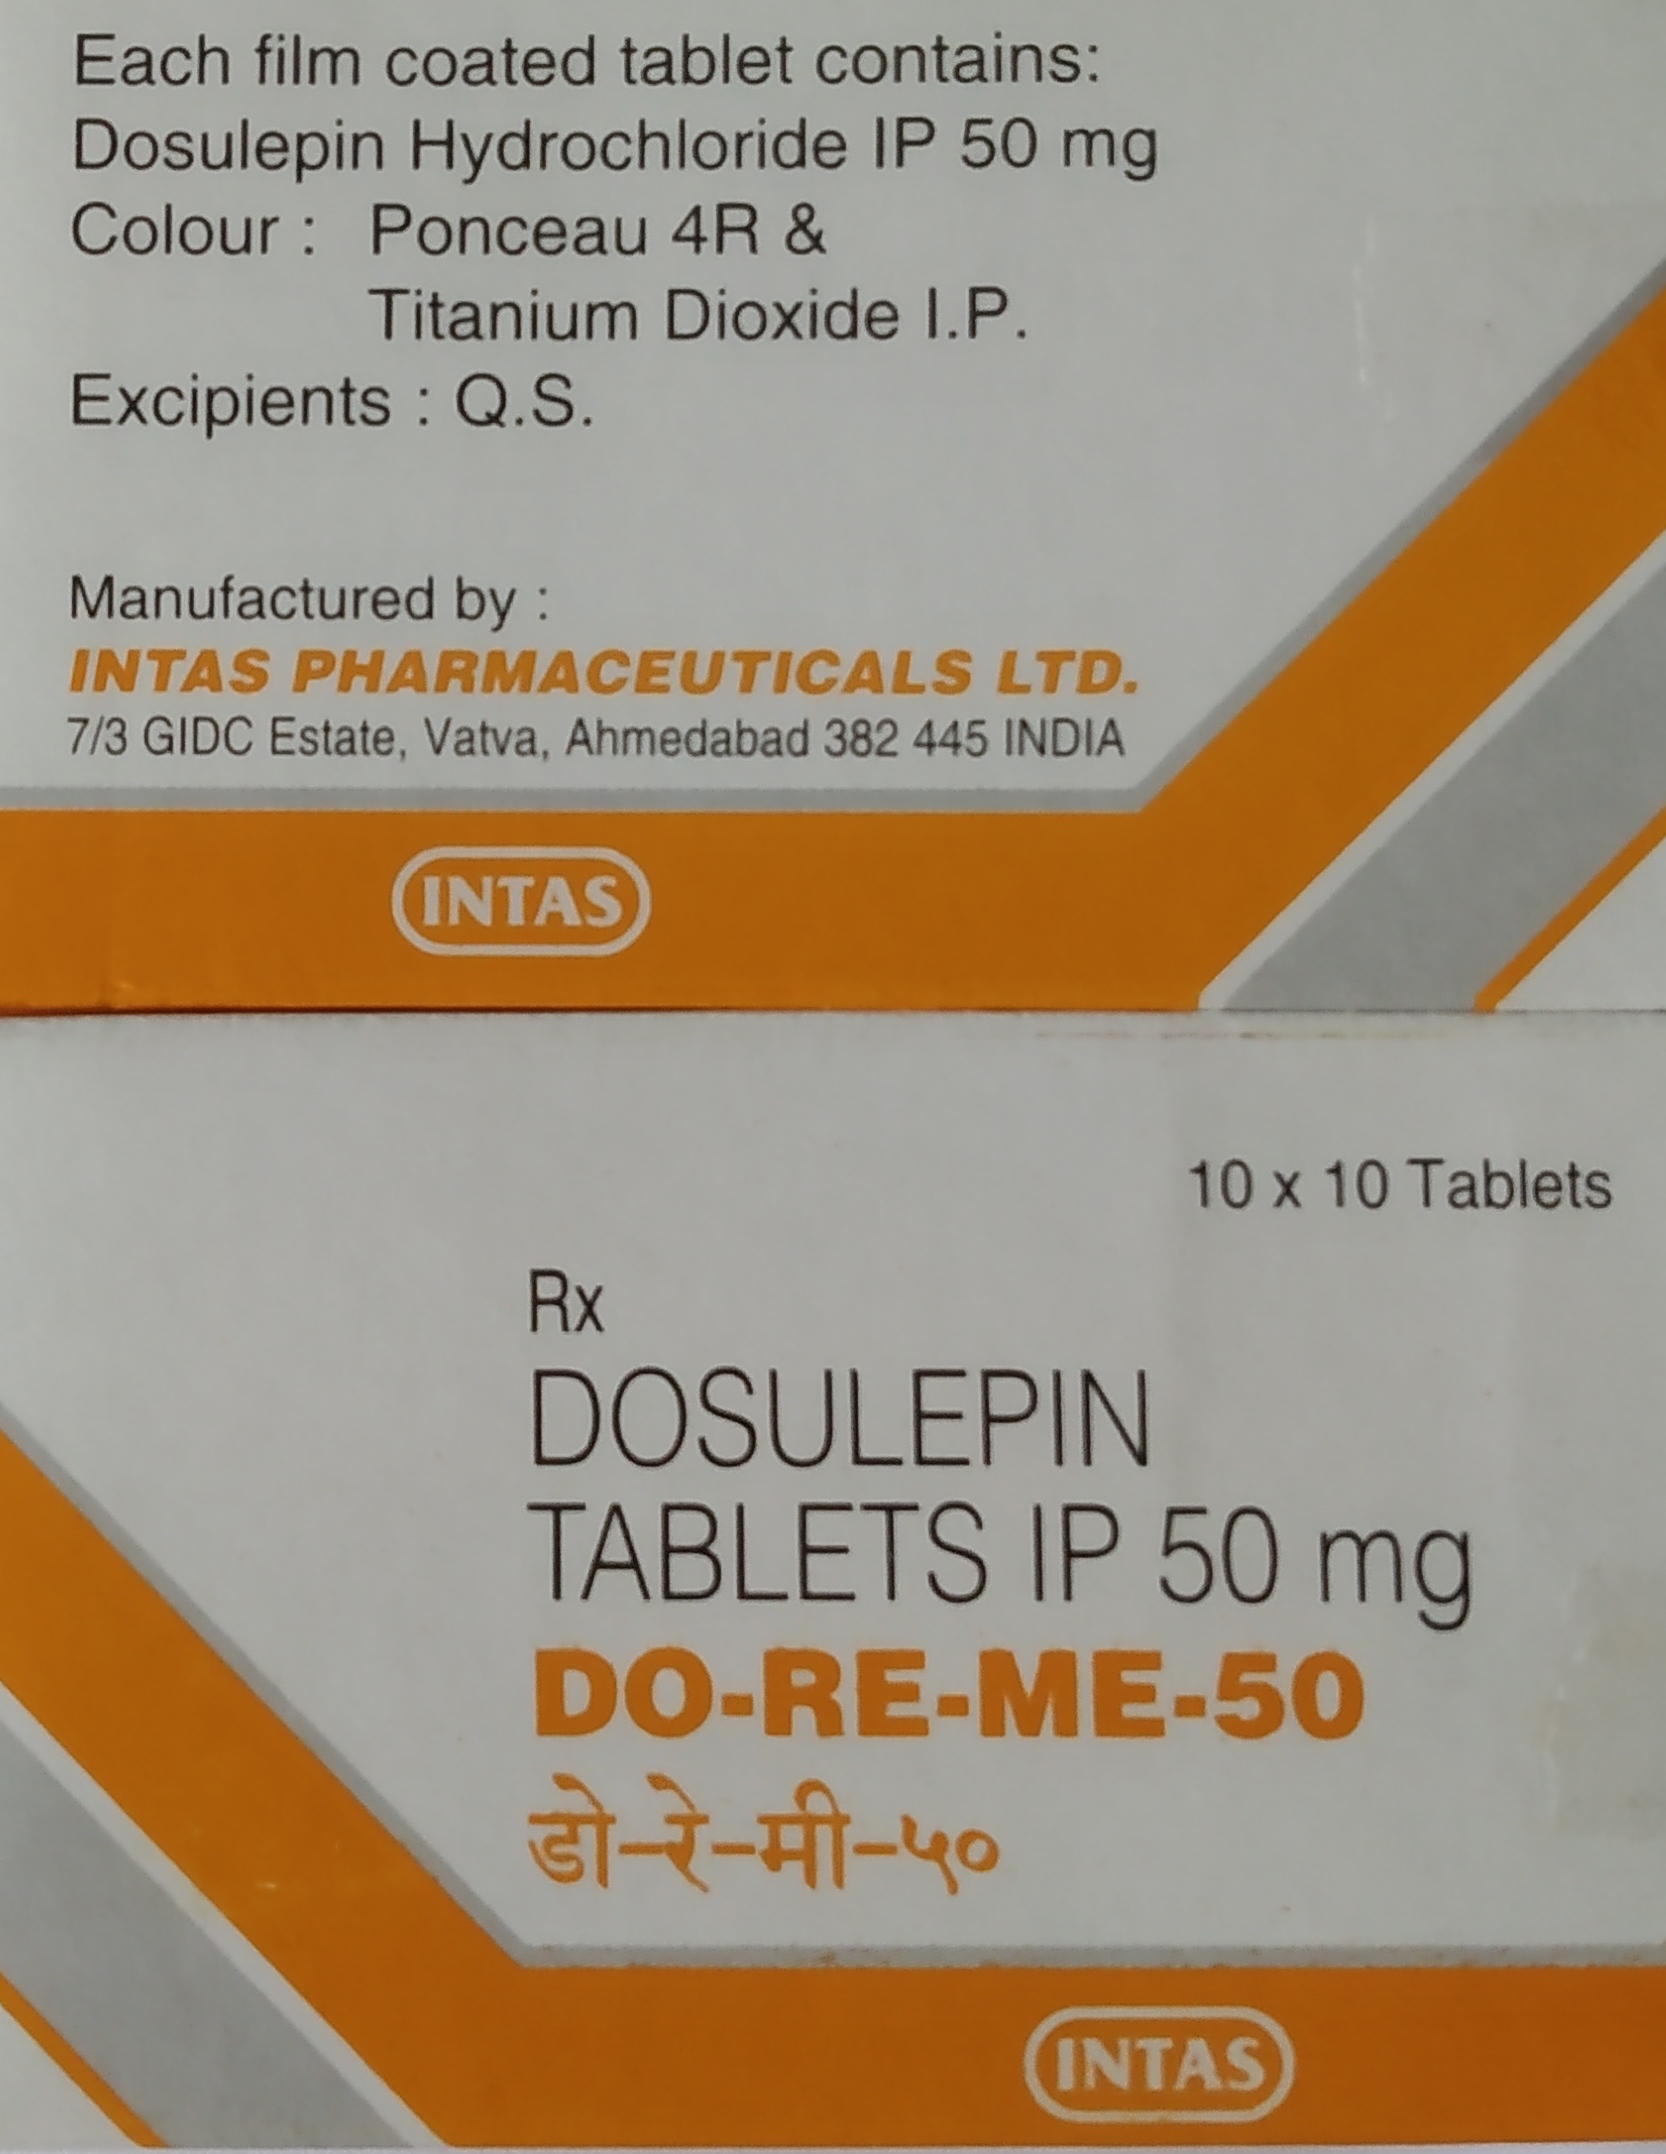 Each film coated tablet contains:
Dosulepin Hydrochloride IP 50 mg
Colour : Ponceau 4R &
Titanium Dioxide I.P.
Excipients : Q.S.
Manufactured by :
INTAS PHARMACEUTICALS LTD.
7/3 GIDC Estate, Vatva, Ahmedabad 382 445 INDIA
INTAS
10 x 10 Tablets
Rx
DOSULEPIN
TABLETS IP 50 mg
DO-RE-ME-50
डो-रे-मी-५०
INTAS